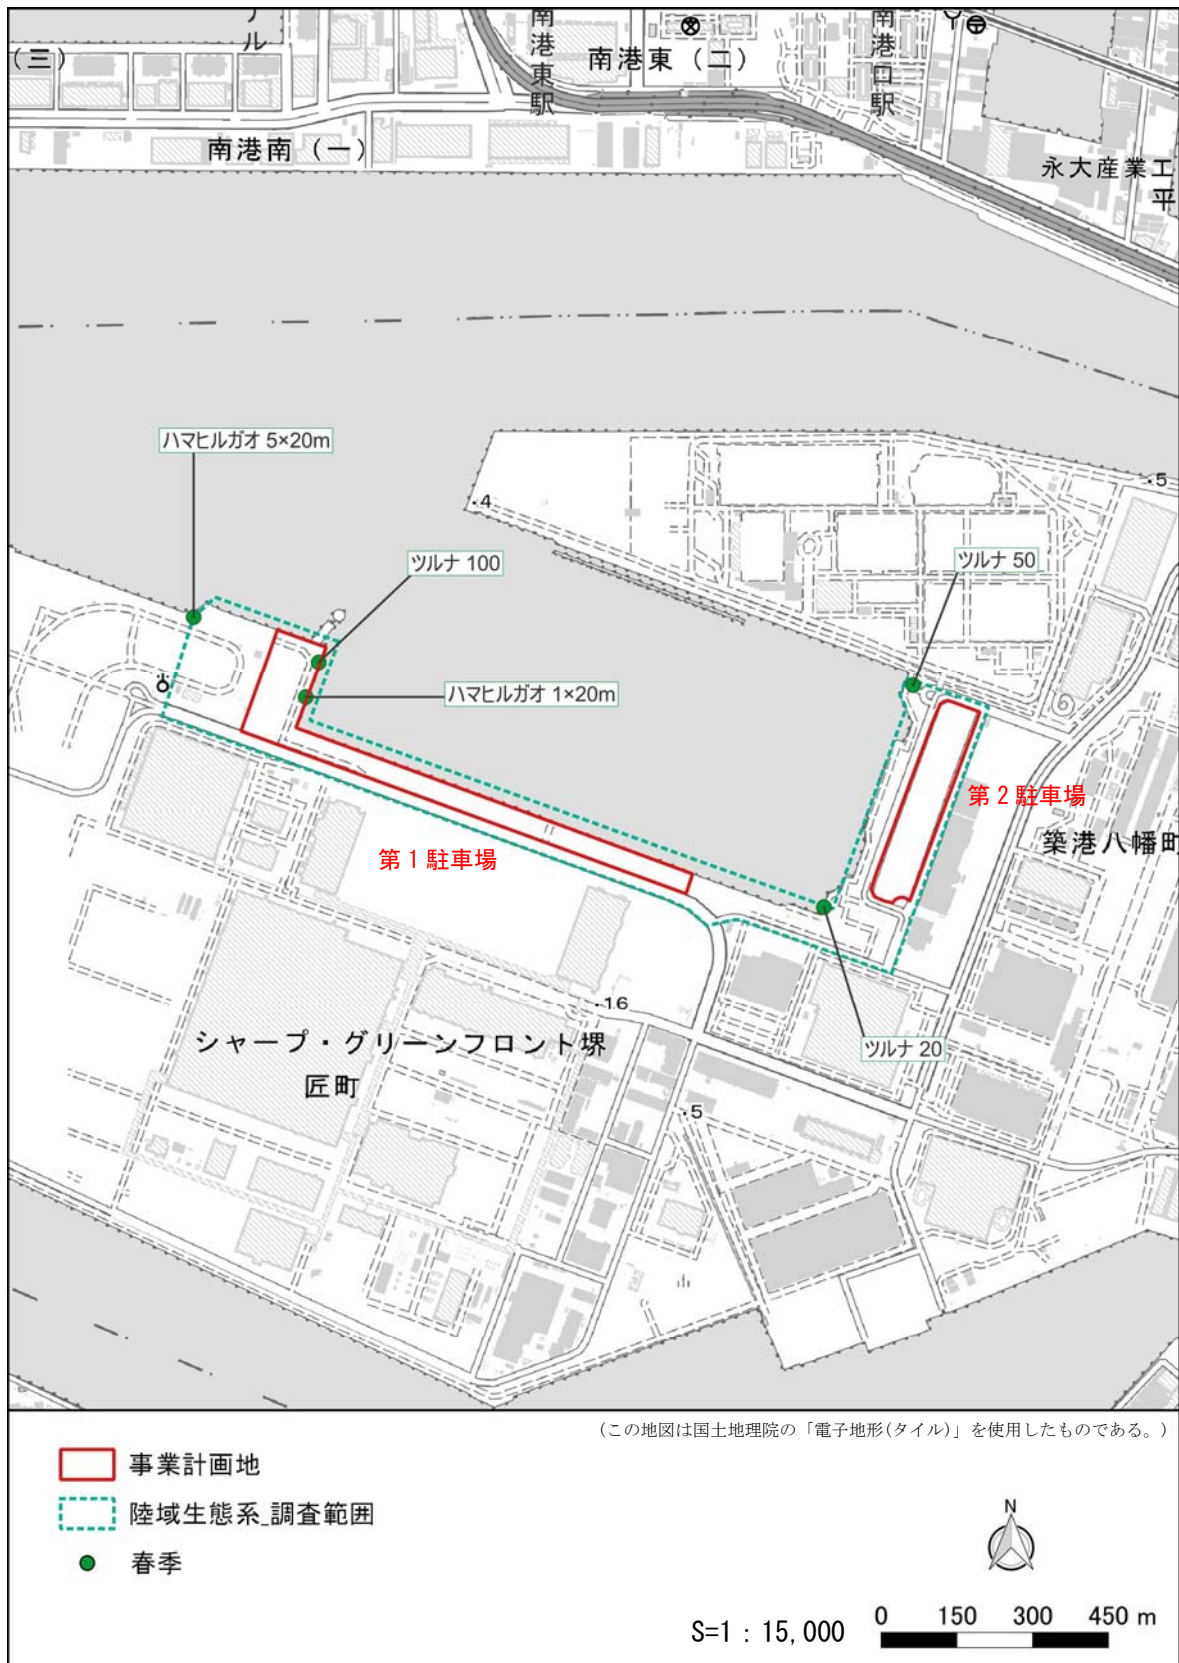 ナル
南港東駅
南港東（二）
南港口駅
(三)
南港南（一）
永大産業工
平
ハマヒルガオ 5×20m
ツルナ 100
ツルナ 50
ハマヒルガオ 1×20m
・4
・5
第2駐車場
築港八幡町
第1駐車場
・16
シャープ・グリーンフロント堺
匠町
ツルナ 20
・5
(この地図は国土地理院の「電子地形(タイル)」を使用したものである。)
事業計画地
陸域生態系_調査範囲
春季
N
S=1：15,000
0 150 300 450 m